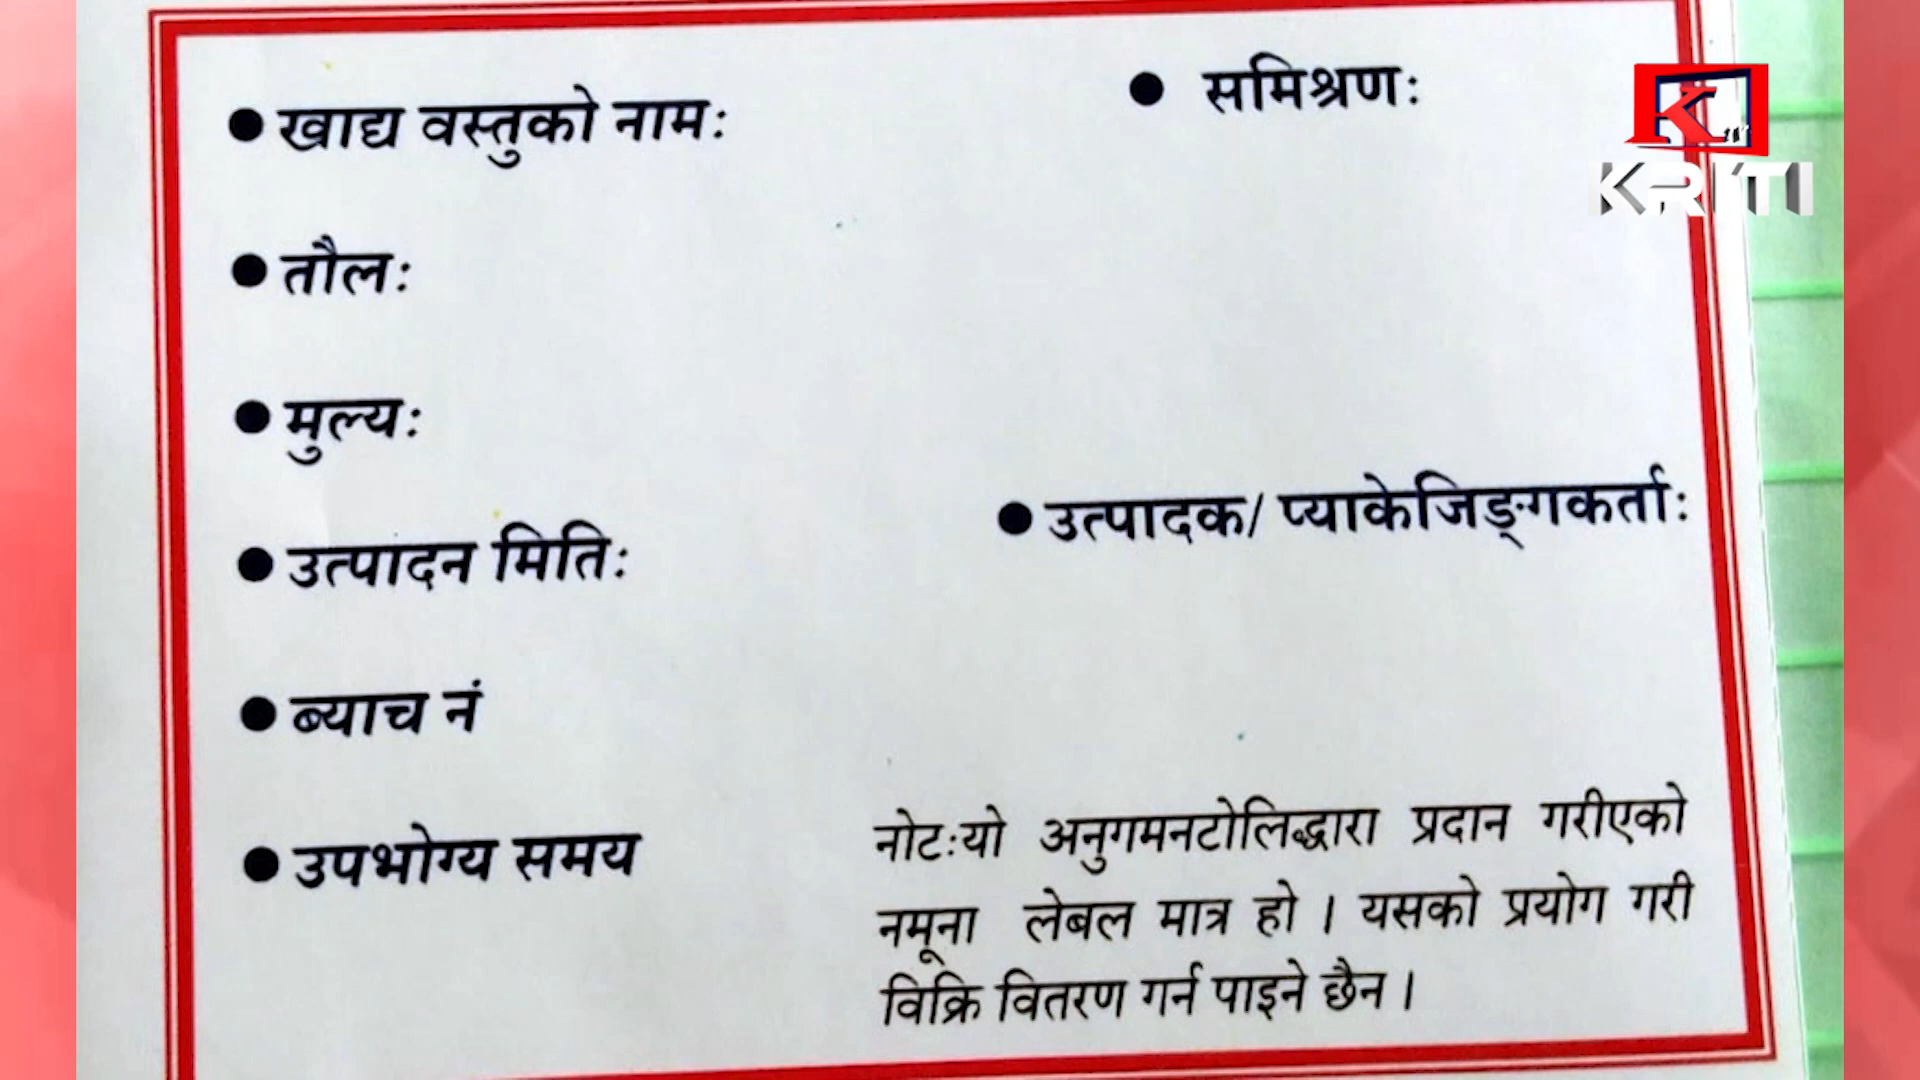 ● खाद्य वस्तुको नामः
● तौलः
● मुल्यः
● उत्पादन मितिः
● ब्याच नं
● उपभोग्य समय
● समिश्रणः
● उत्पादक/ प्याकेजिङ्गकर्ताः
नोटःयो अनुगमनटोलिद्धारा प्रदान गरीएको
नमूना लेबल मात्र हो । यसको प्रयोग गरी
विक्रि वितरण गर्न पाइने छैन ।
K
KRITI